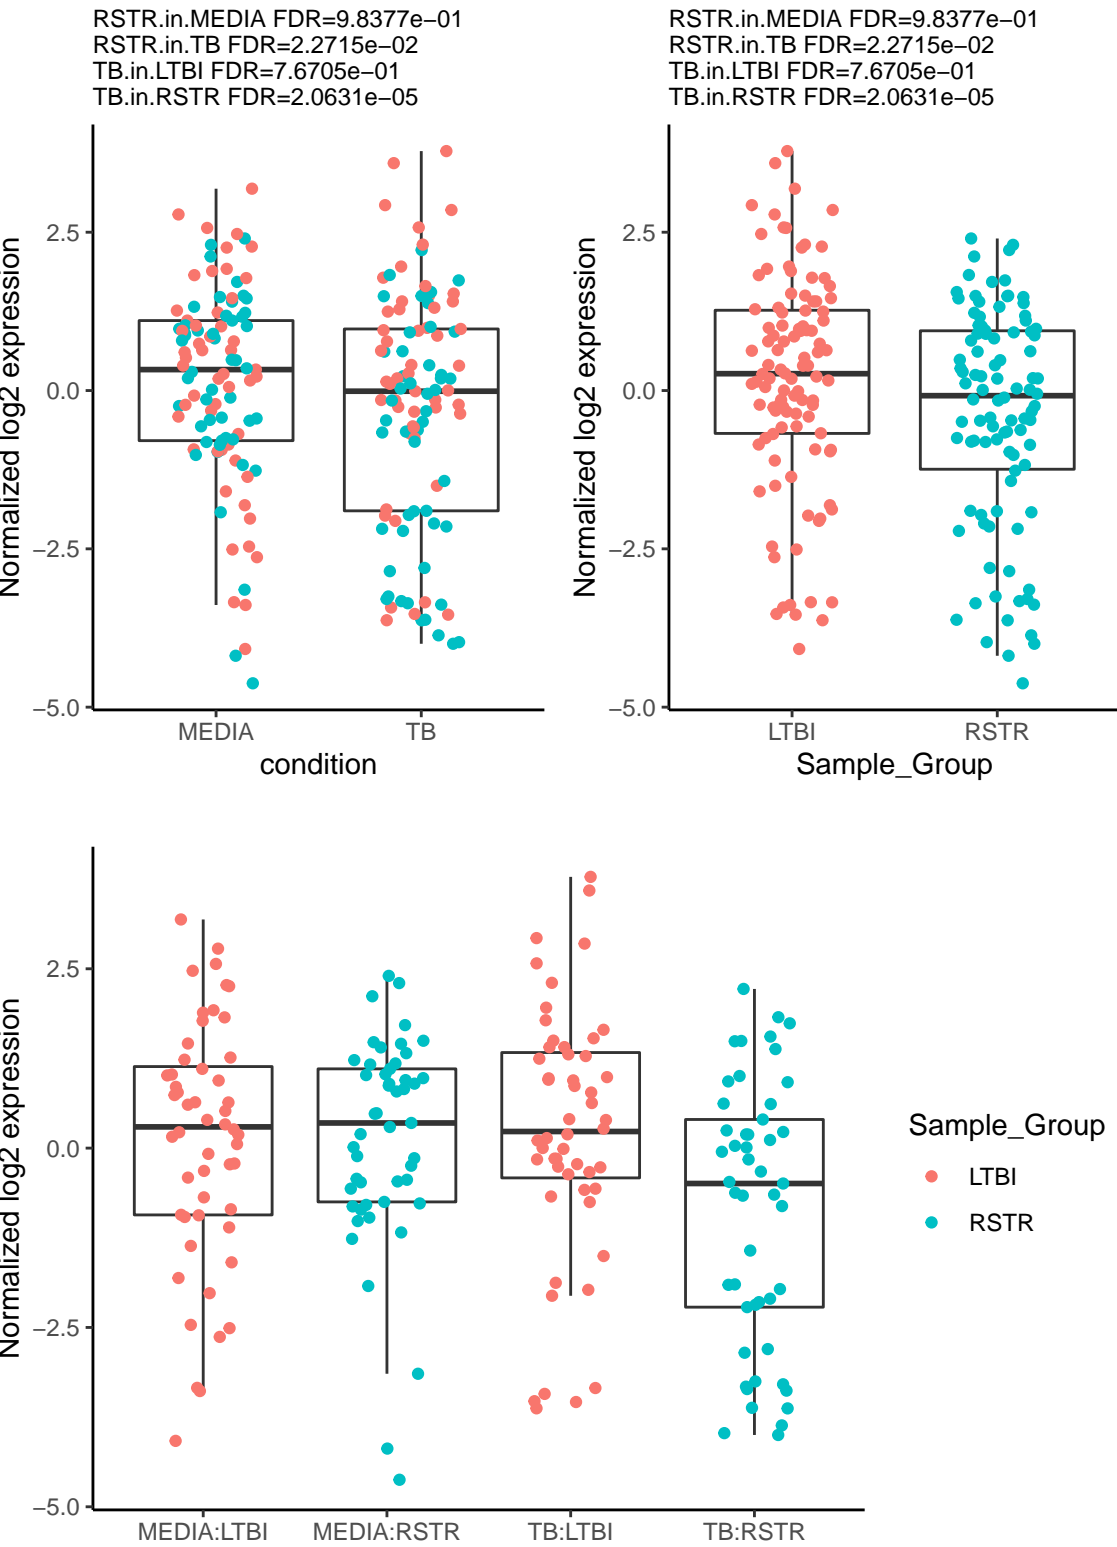 RSTR.in.MEDIA FDR=9.8377e−01
RSTR.in.TB FDR=2.2715e−02
TB.in.LTBI FDR=7.6705e−01
TB.in.RSTR FDR=2.0631e−05
Normalized log2 expression
2.5
0.0
−2.5
−5.0
MEDIA TB
condition
RSTR.in.MEDIA FDR=9.8377e−01
RSTR.in.TB FDR=2.2715e−02
TB.in.LTBI FDR=7.6705e−01
TB.in.RSTR FDR=2.0631e−05
Normalized log2 expression
2.5
0.0
−2.5
−5.0
LTBI RSTR
Sample_Group
Normalized log2 expression
2.5
0.0
−2.5
−5.0
MEDIA:LTBI MEDIA:RSTR TB:LTBI TB:RSTR
Sample_Group
LTBI
RSTR